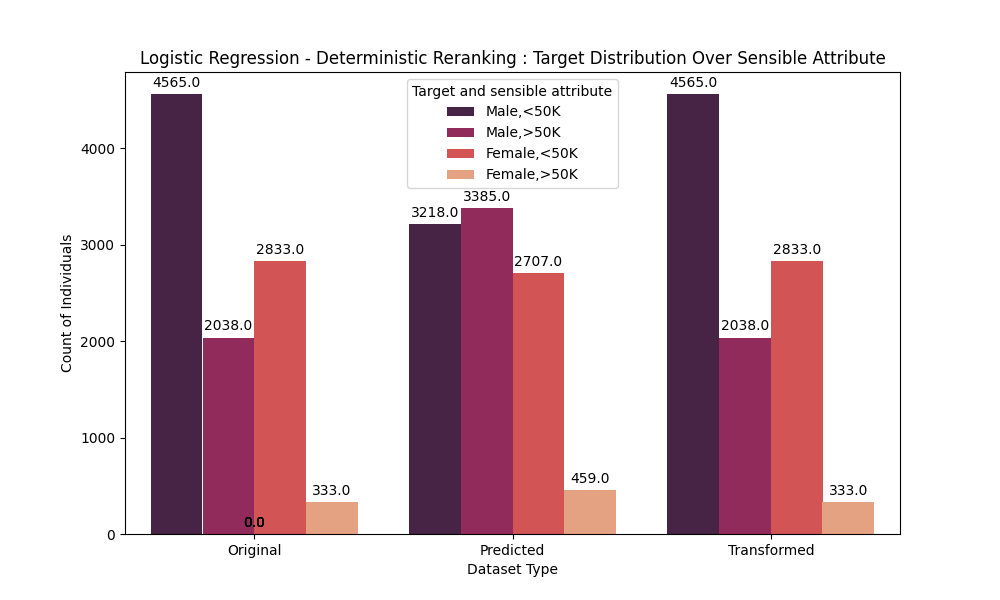 Logistic Regression - Deterministic Reranking : Target Distribution Over Sensible Attribute
4565.0
4565.0
Target and sensible attribute
Male,<50K
Male,>50K
Female,<50K
Female,>50K
4000
3385.0
3218.0
3000
2833.0
2833.0
2707.0
2038.0
2038.0
2000
1000
459.0
333.0
333.0
0.0
0
Count of Individuals
Original
Predicted
Transformed
Dataset Type